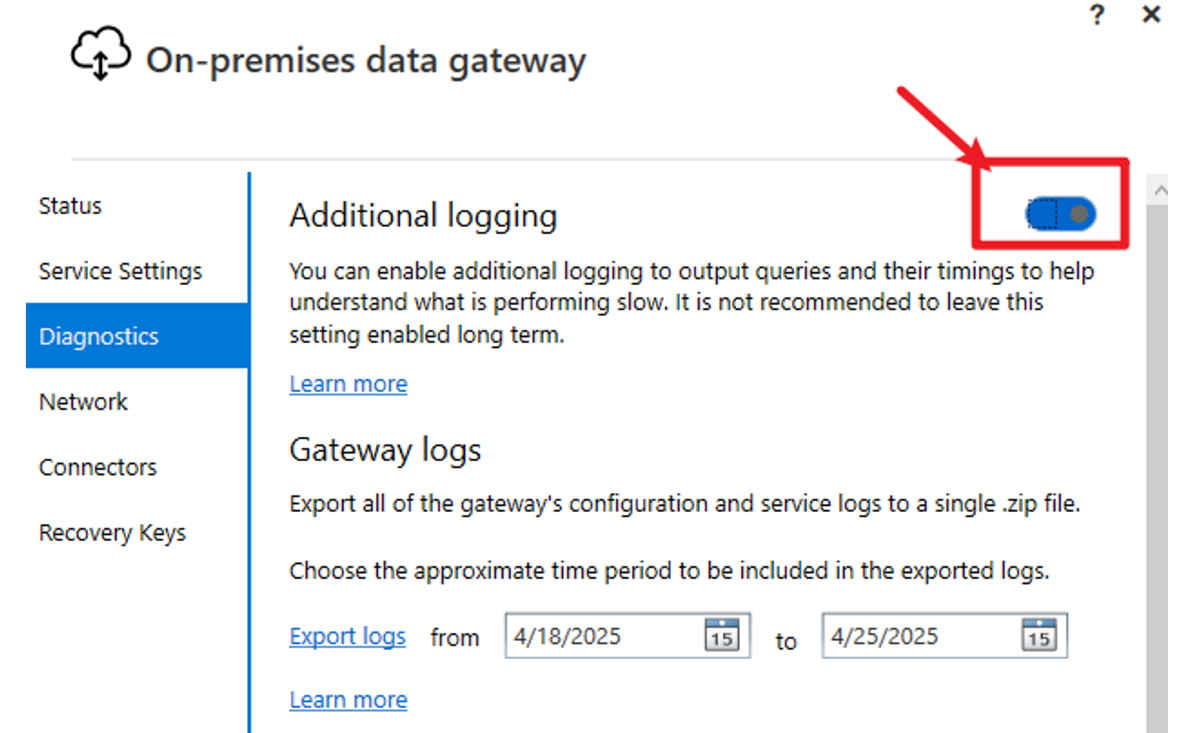 ?
On-premises data gateway
Status
Service Settings
Diagnostics
Network
Connectors
Recovery Keys
Additional logging
You can enable additional logging to output queries and their timings to help
understand what is performing slow. It is not recommended to leave this
setting enabled long term.
Learn more
Gateway logs
Export all of the gateway's configuration and service logs to a single .zip file.
Choose the approximate time period to be included in the exported logs.
Export logs from 4/18/2025 15 to 4/25/2025 15
Learn more